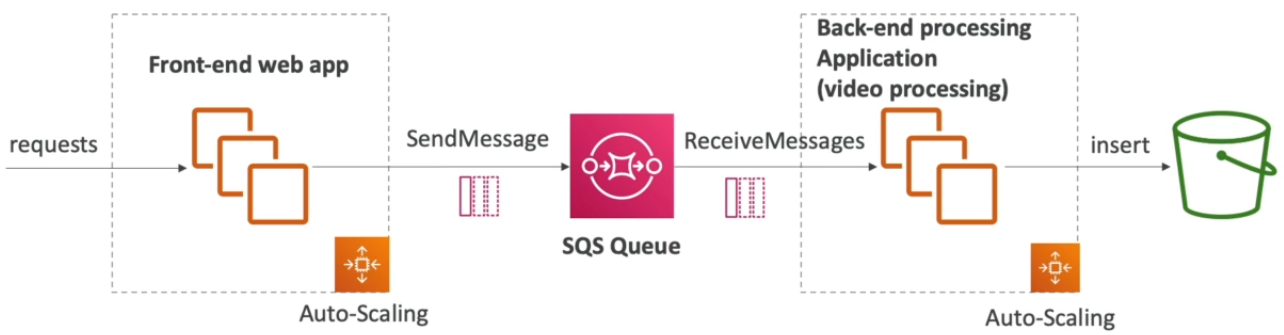 requests
Front-end web app
Auto-Scaling
SendMessage
SQS Queue
ReceiveMessages
Back-end processing
Application
(video processing)
Auto-Scaling
insert